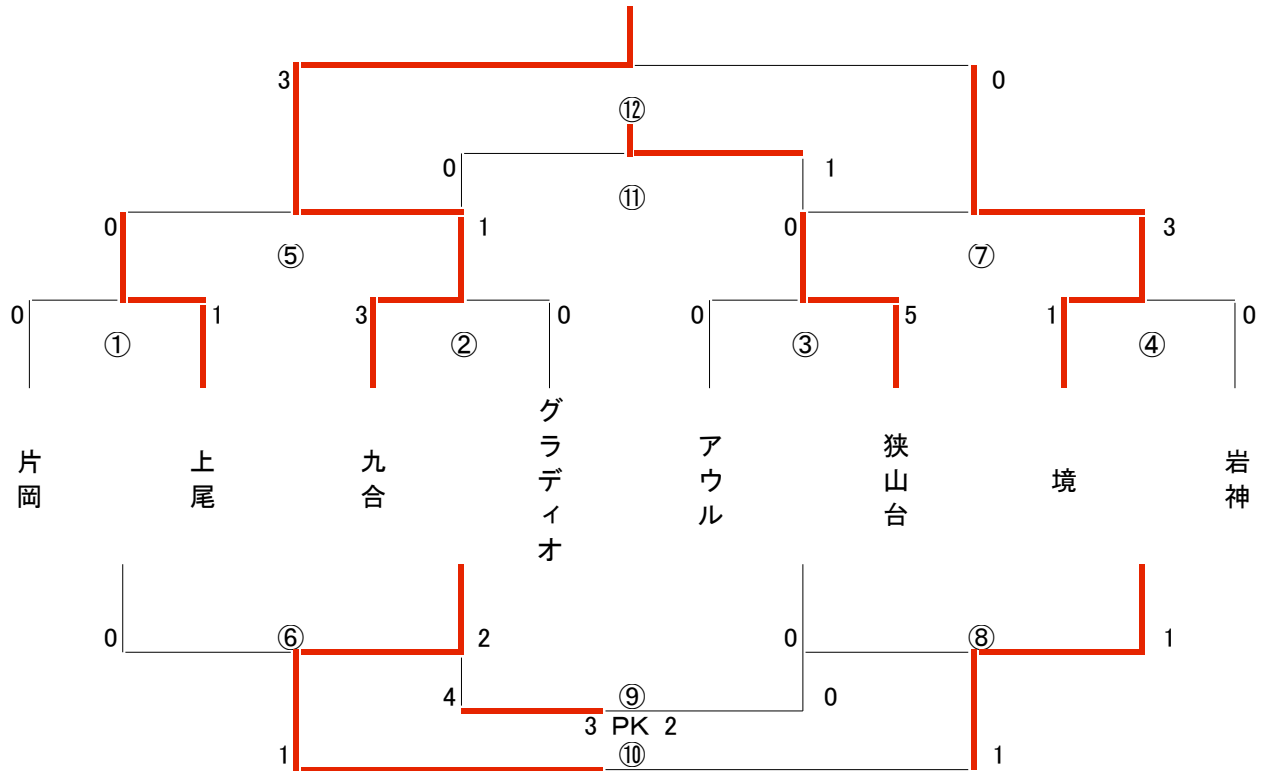 3 0
⑫
0 1
⑪
0 1 0 3
⑤ ⑦
0 1 3 0 0 5 1 0
① ② ③ ④
片岡
上尾
九合
グラディオ
アウル
狭山台
境
岩神
0 ⑥ 2 0 ⑧ 1
4 ⑨ 0
3 PK 2
1 ⑩ 1